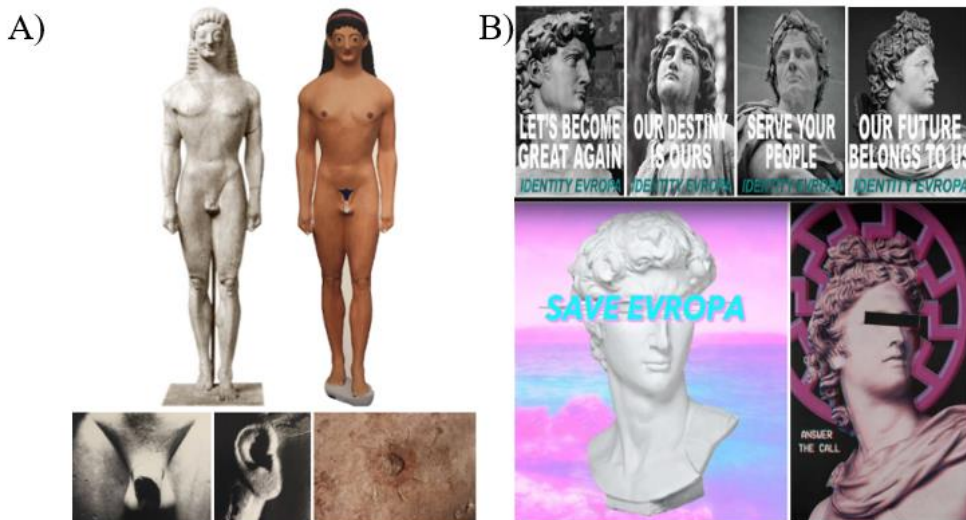 A)
B)
LET'S BECOME
GREAT AGAIN
IDENTITY EVROPA
OUR DESTINY
IS OURS
IDENTITY EVROPA
SERVE YOUR
PEOPLE
IDENTITY EVROPA
OUR FUTURE
BELONGS TO US
IDENTITY EVROPA
SAVE EVROPA
ANSWER
THE CALL